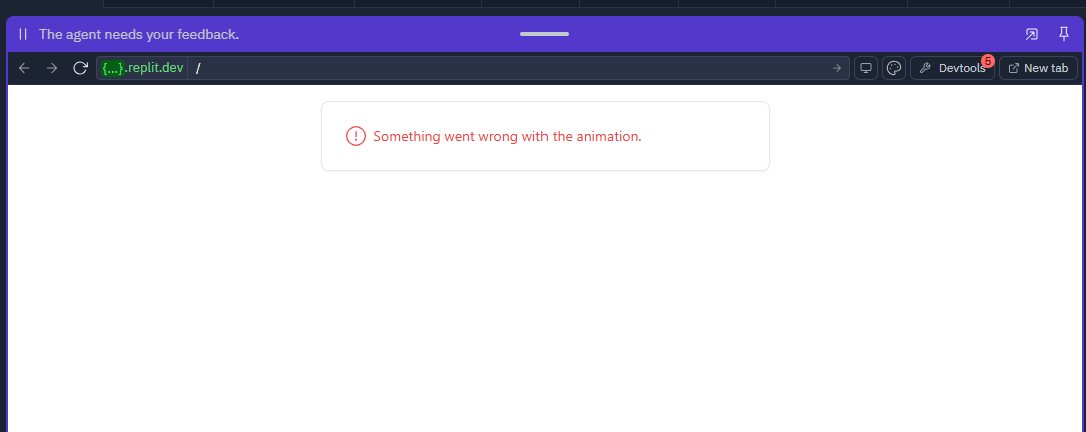 The agent needs your feedback.
{...}.replit.dev / Devtools 5 New tab
Something went wrong with the animation.